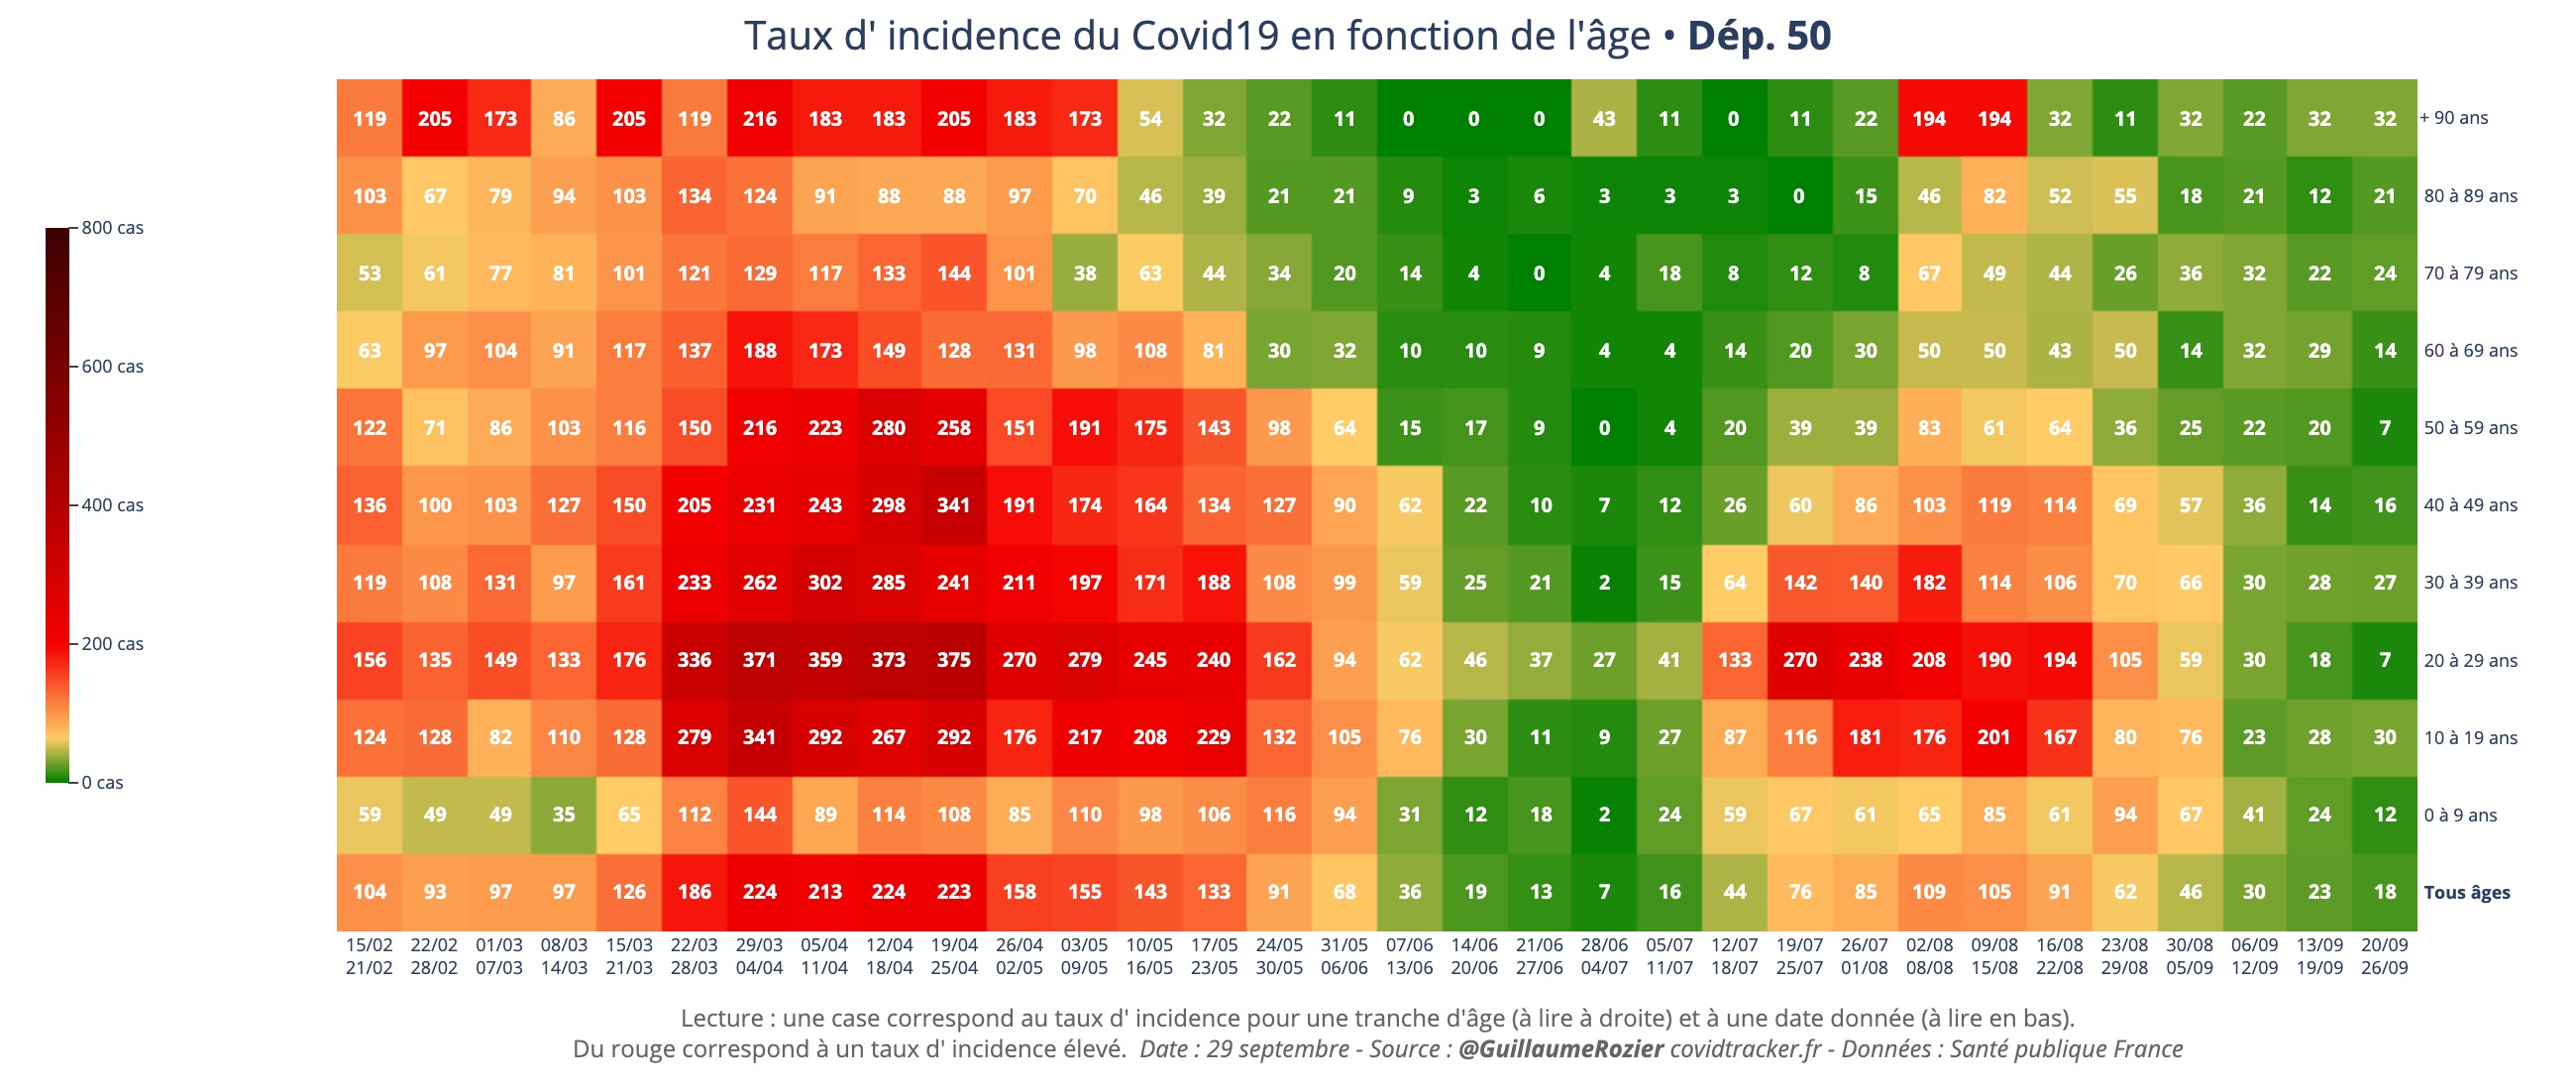 Taux d' incidence du Covid19 en fonction de l'âge • Dép. 50
800 cas
600 cas
400 cas
200 cas
0 cas
119 205 173 86 205 119 216 183 183 205 183 173 54 32 22 11 0 0 0 43 11 0 11 22 194 194 32 11 32 22 32 32 + 90 ans
103 67 79 94 103 134 124 91 88 88 97 70 46 39 21 21 9 3 6 3 3 3 0 15 46 82 52 55 18 21 12 21 80 à 89 ans
53 61 77 81 101 121 129 117 133 144 101 38 63 44 34 20 14 4 0 4 18 8 12 8 67 49 44 26 36 32 22 24 70 à 79 ans
63 97 104 91 117 137 188 173 149 128 131 98 108 81 30 32 10 10 9 4 4 14 20 30 50 50 43 50 14 32 29 14 60 à 69 ans
122 71 86 103 116 150 216 223 280 258 151 191 175 143 98 64 15 17 9 0 4 20 39 39 83 61 64 36 25 22 20 7 50 à 59 ans
136 100 103 127 150 205 231 243 298 341 191 174 164 134 127 90 62 22 10 7 12 26 60 86 103 119 114 69 57 36 14 16 40 à 49 ans
119 108 131 97 161 233 262 302 285 241 211 197 171 188 108 99 59 25 21 2 15 64 142 140 182 114 106 70 66 30 28 27 30 à 39 ans
156 135 149 133 176 336 371 359 373 375 270 279 245 240 162 94 62 46 37 27 41 133 270 238 208 190 194 105 59 30 18 7 20 à 29 ans
124 128 82 110 128 279 341 292 267 292 176 217 208 229 132 105 76 30 11 9 27 87 116 181 176 201 167 80 76 23 28 30 10 à 19 ans
59 49 49 35 65 112 144 89 114 108 85 110 98 106 116 94 31 12 18 2 24 59 67 61 65 85 61 94 67 41 24 12 0 à 9 ans
104 93 97 97 126 186 224 213 224 223 158 155 143 133 91 68 36 19 13 7 16 44 76 85 109 105 91 62 46 30 23 18 Tous âges
15/02 22/02 01/03 08/03 15/03 22/03 29/03 05/04 12/04 19/04 26/04 03/05 10/05 17/05 24/05 31/05 07/06 14/06 21/06 28/06 05/07 12/07 19/07 26/07 02/08 09/08 16/08 23/08 30/08 06/09 13/09 20/09
21/02 28/02 07/03 14/03 21/03 28/03 04/04 11/04 18/04 25/04 02/05 09/05 16/05 23/05 30/05 06/06 13/06 20/06 27/06 04/07 11/07 18/07 25/07 01/08 08/08 15/08 22/08 29/08 05/09 12/09 19/09 26/09
Lecture : une case correspond au taux d' incidence pour une tranche d'âge (à lire à droite) et à une date donnée (à lire en bas).
Du rouge correspond à un taux d' incidence élevé. Date : 29 septembre - Source : @GuillaumeRozier covidtracker.fr - Données : Santé publique France